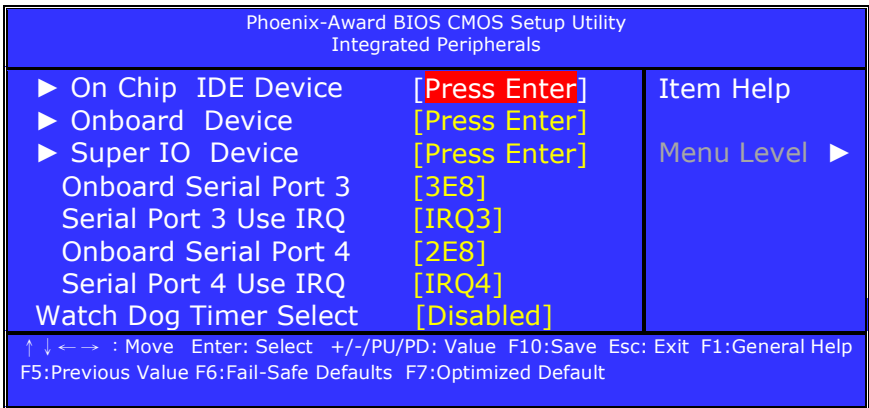 Phoenix-Award BIOS CMOS Setup Utility
Integrated Peripherals
► On Chip IDE Device [Press Enter] Item Help
► Onboard Device [Press Enter]
► Super IO Device [Press Enter] Menu Level ►
Onboard Serial Port 3 [3E8]
Serial Port 3 Use IRQ [IRQ3]
Onboard Serial Port 4 [2E8]
Serial Port 4 Use IRQ [IRQ4]
Watch Dog Timer Select [Disabled]
↑↓←→ : Move Enter: Select +/-/PU/PD: Value F10:Save Esc: Exit F1:General Help
F5:Previous Value F6:Fail-Safe Defaults F7:Optimized Default